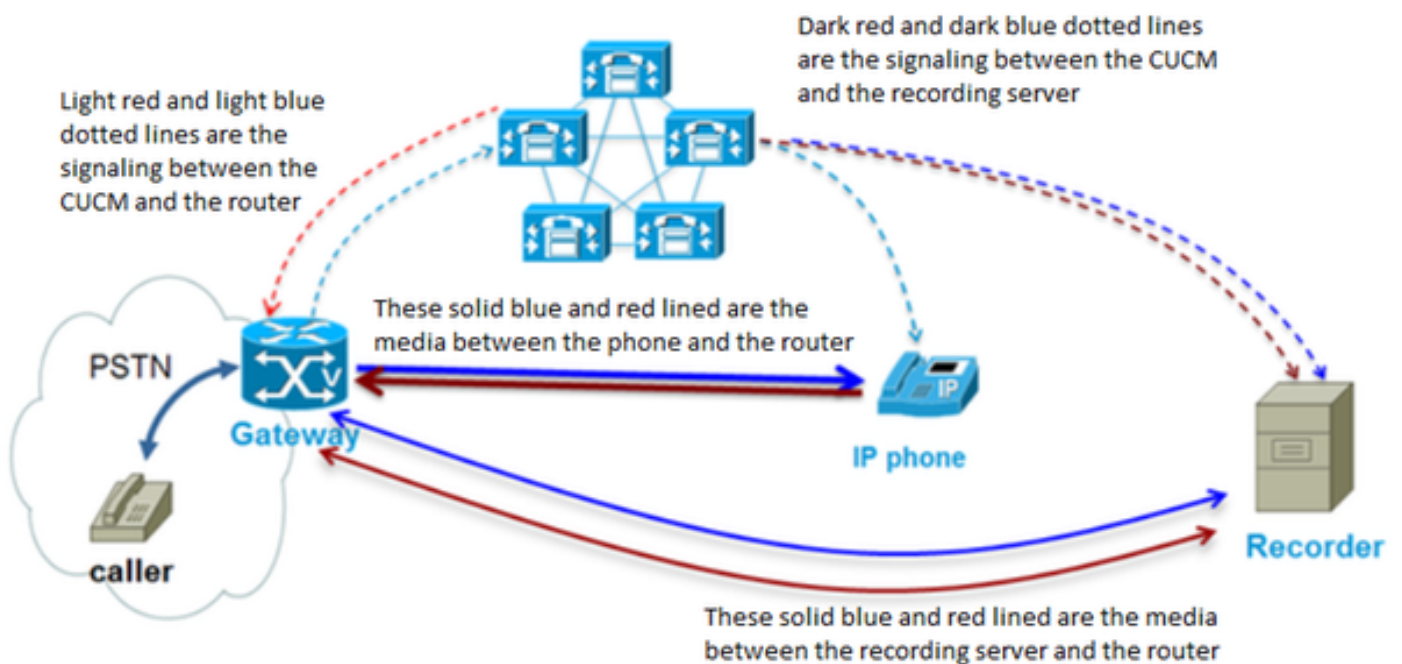 Dark red and dark blue dotted lines
are the signaling between the CUCM
and the recording server
Light red and light blue
dotted lines are the
signaling between the
CUCM and the router
These solid blue and red lined are the
media between the phone and the router
PSTN
V
Gateway
IP
IP phone
caller
Recorder
These solid blue and red lined are the media
between the recording server and the router